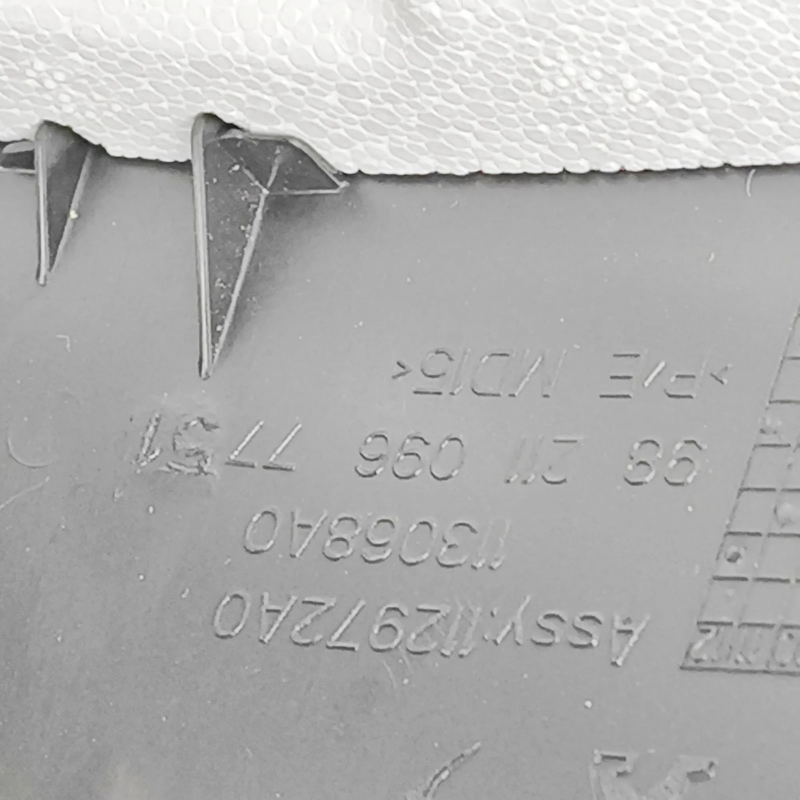 Assy:112972A0
113068A0
98 211 096 7751
>P/E MD15<